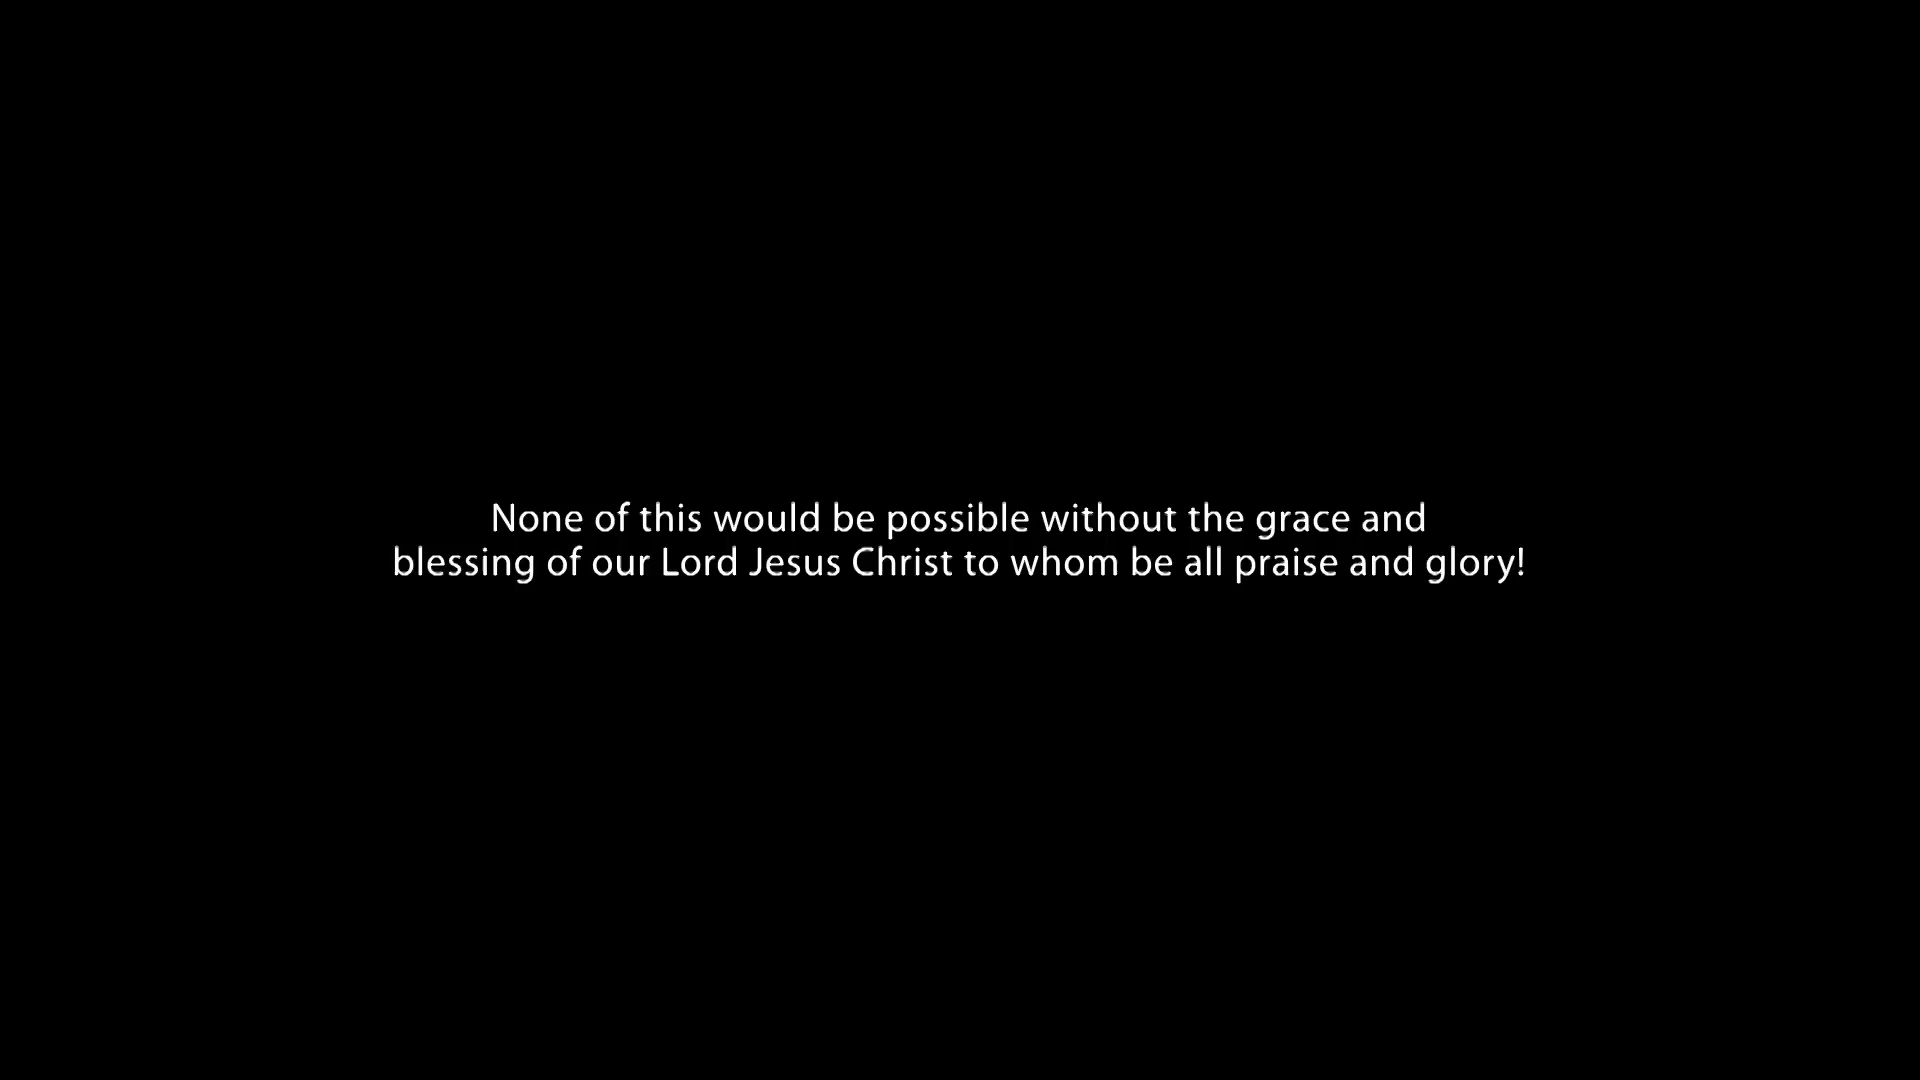 None of this would be possible without the grace and
blessing of our Lord Jesus Christ to whom be all praise and glory!